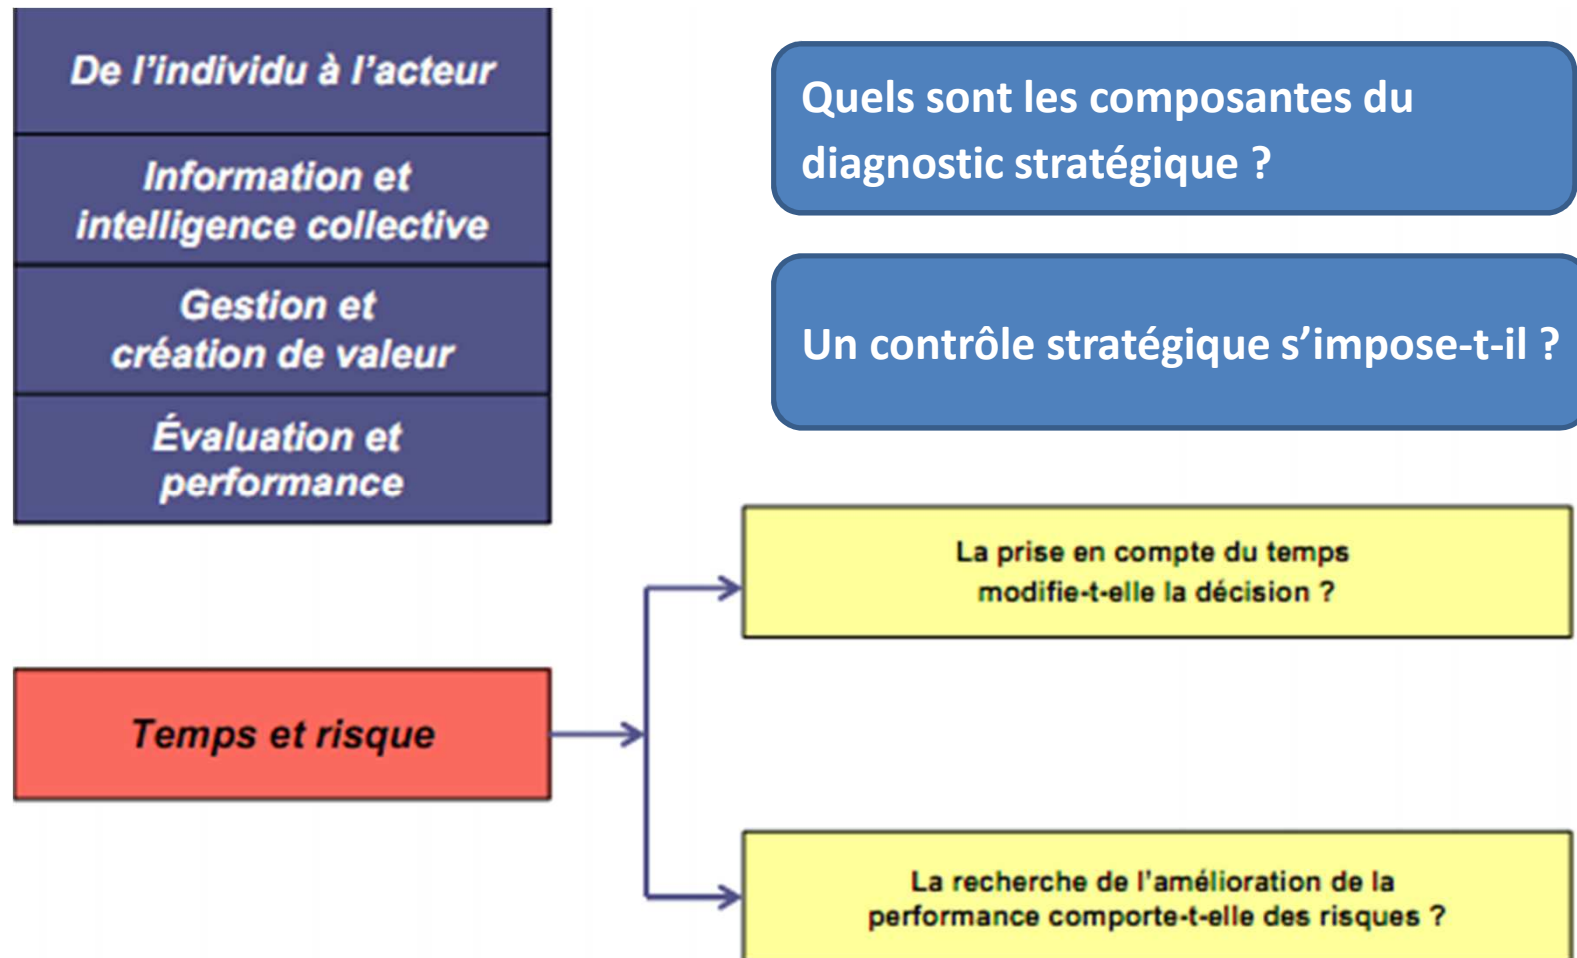 De l'individu à l'acteur
Information et
intelligence collective
Gestion et
création de valeur
Évaluation et
performance
Quels sont les composantes du
diagnostic stratégique ?
Un contrôle stratégique s'impose-t-il ?
Temps et risque
La prise en compte du temps
modifie-t-elle la décision ?
La recherche de l'amélioration de la
performance comporte-t-elle des risques ?